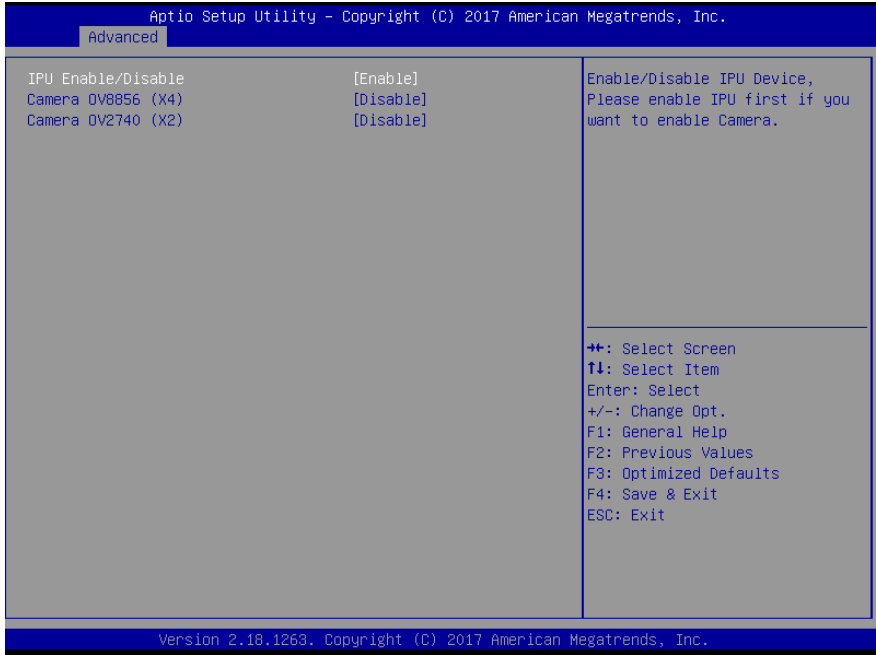 Aptio Setup Utility – Copyright (C) 2017 American Megatrends, Inc.
Advanced
IPU Enable/Disable [Enable]
Camera OV8856 (X4) [Disable]
Camera OV2740 (X2) [Disable]
Enable/Disable IPU Device,
Please enable IPU first if you
want to enable Camera.
→←: Select Screen
↑↓: Select Item
Enter: Select
+/-: Change Opt.
F1: General Help
F2: Previous Values
F3: Optimized Defaults
F4: Save & Exit
ESC: Exit
Version 2.18.1263. Copyright (C) 2017 American Megatrends, Inc.